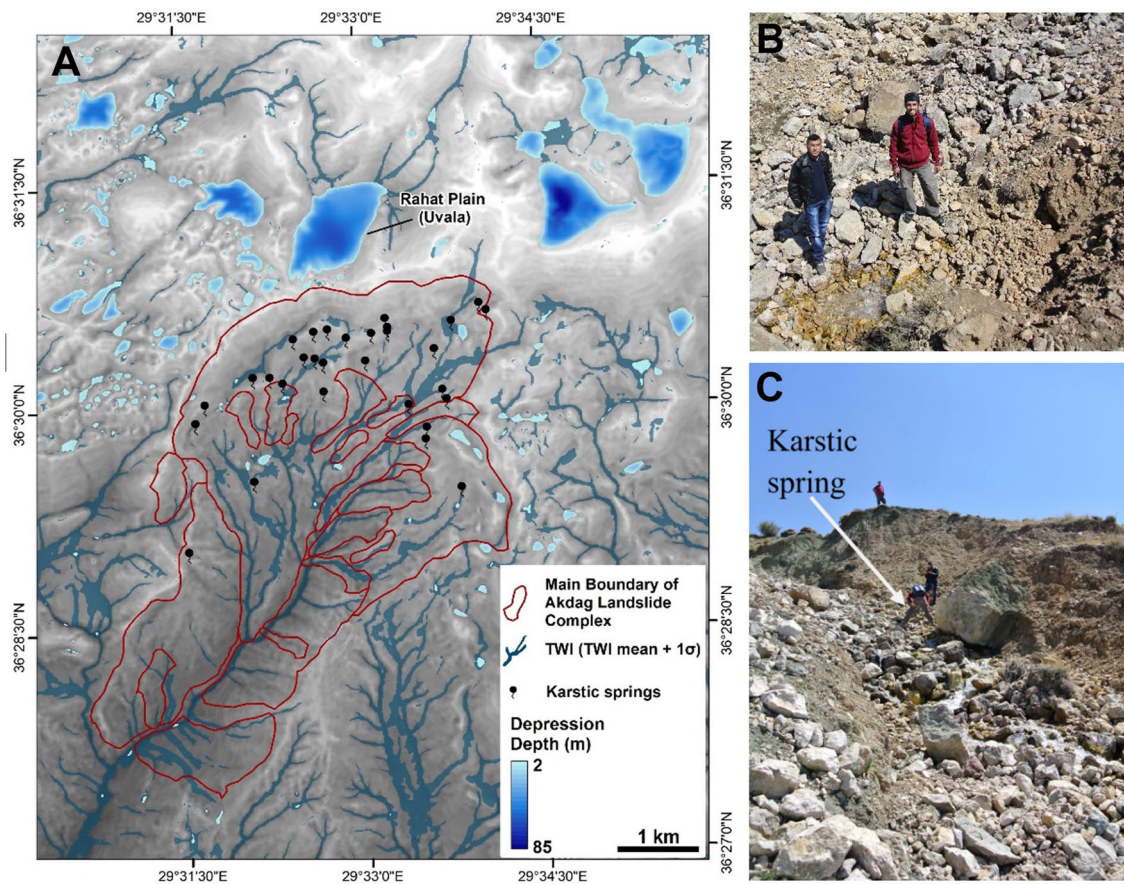 29°31'30"E
29°33'0"E
29°34'30"E
A
36°31'30"N
36°31'30"N
Rahat Plain
(Uvala)
36°30'0"N
36°30'0"N
36°28'30"N
36°28'30"N
36°27'0"N
Main Boundary of
Akdag Landslide
Complex
TWI (TWI mean + 1σ)
Karstic springs
Depression
Depth (m)
2
85
1 km
29°31'30"E
29°33'0"E
29°34'30"E
B
C
Karstic
spring